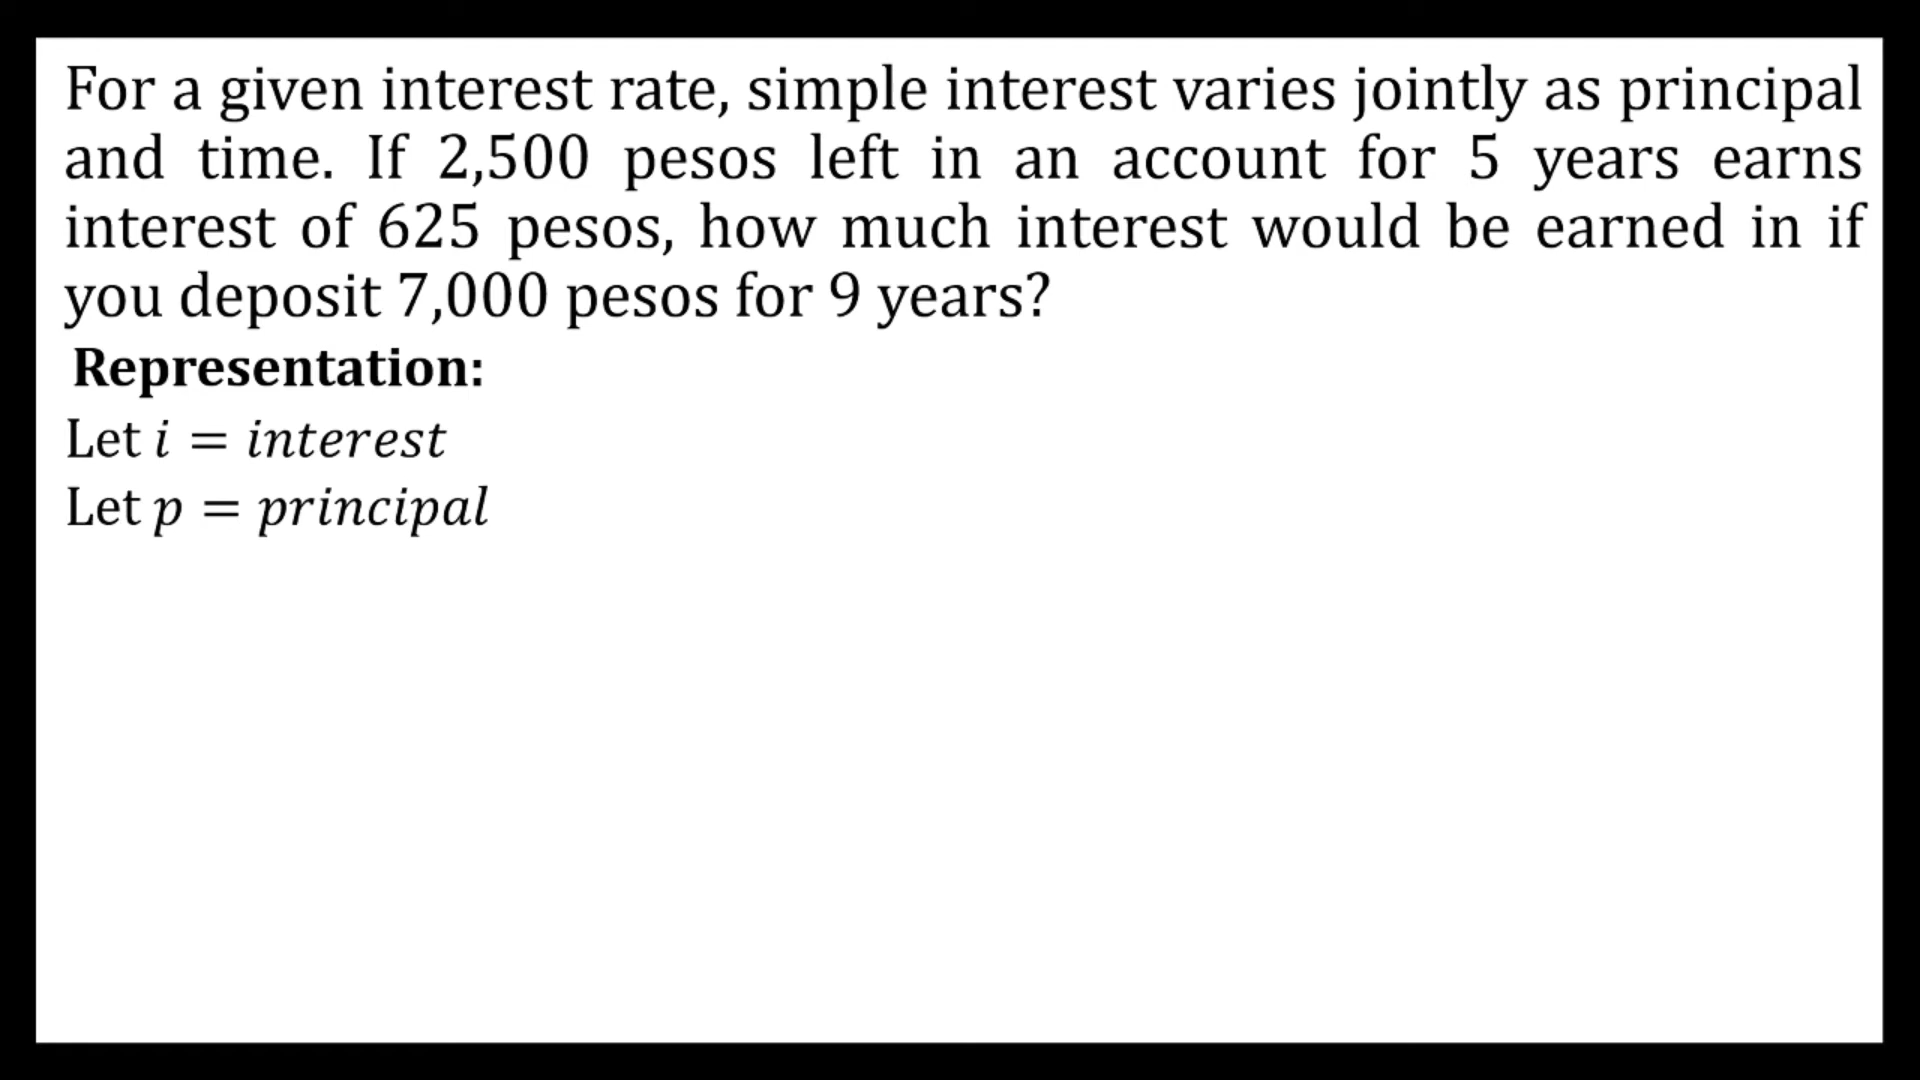 For a given interest rate, simple interest varies jointly as principal
and time. If 2,500 pesos left in an account for 5 years earns
interest of 625 pesos, how much interest would be earned in if
you deposit 7,000 pesos for 9 years?
Representation:
Let i = interest
Let p = principal